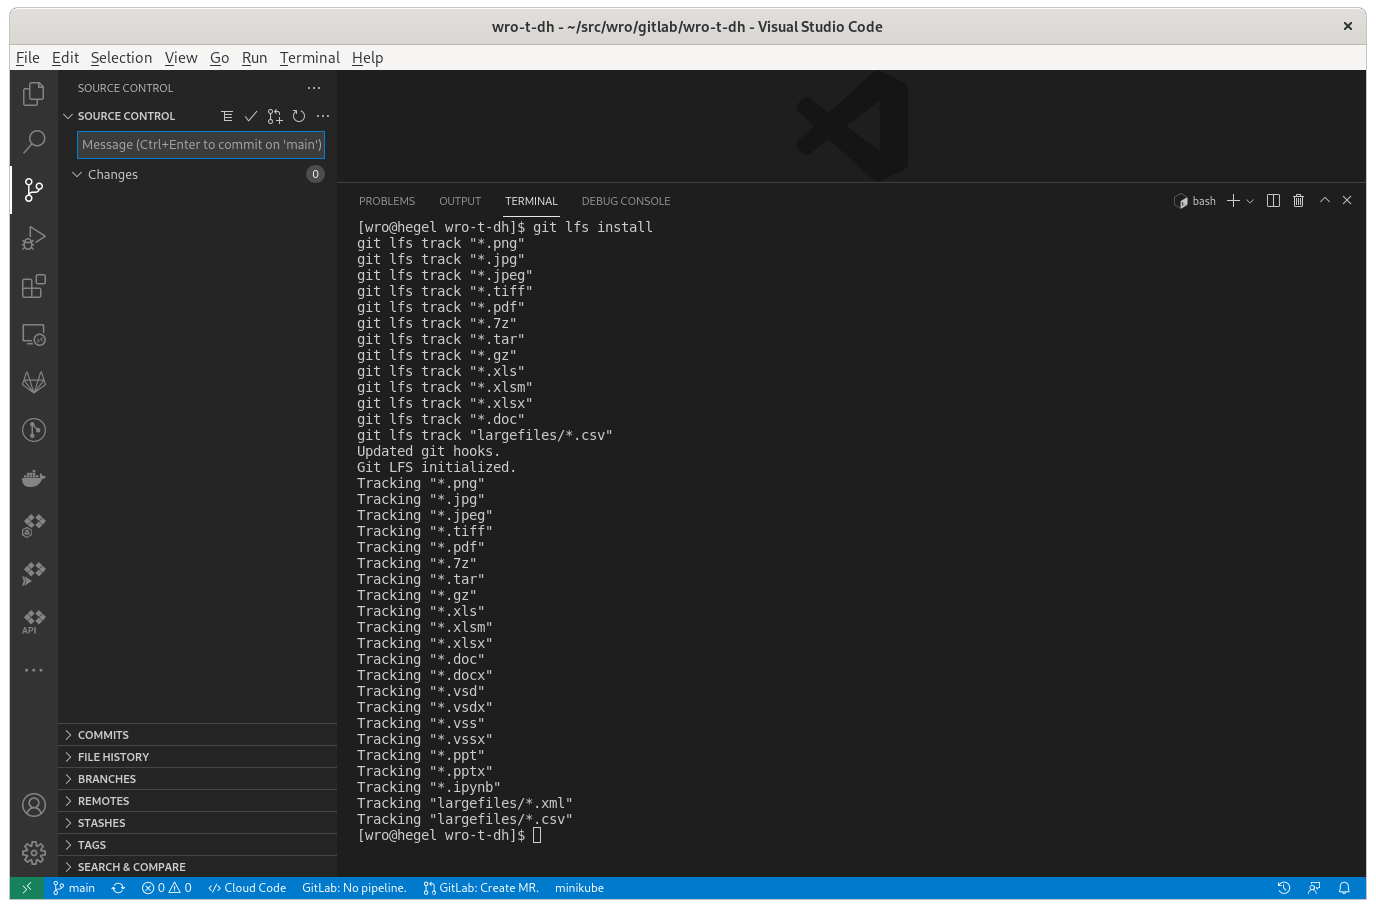 wro-t-dh - ~/src/wro/gitlab/wro-t-dh - Visual Studio Code
File Edit Selection View Go Run Terminal Help
SOURCE CONTROL
SOURCE CONTROL
Message (Ctrl+Enter to commit on 'main')
Changes 0
COMMITS
FILE HISTORY
BRANCHES
REMOTES
STASHES
TAGS
SEARCH & COMPARE
API
PROBLEMS OUTPUT TERMINAL DEBUG CONSOLE
bash
[wro@hegel wro-t-dh]$ git lfs install
git lfs track "*.png"
git lfs track "*.jpg"
git lfs track "*.jpeg"
git lfs track "*.tiff"
git lfs track "*.pdf"
git lfs track "*.7z"
git lfs track "*.tar"
git lfs track "*.gz"
git lfs track "*.xls"
git lfs track "*.xlsm"
git lfs track "*.xlsx"
git lfs track "*.doc"
git lfs track "largefiles/*.csv"
Updated git hooks.
Git LFS initialized.
Tracking "*.png"
Tracking "*.jpg"
Tracking "*.jpeg"
Tracking "*.tiff"
Tracking "*.pdf"
Tracking "*.7z"
Tracking "*.tar"
Tracking "*.gz"
Tracking "*.xls"
Tracking "*.xlsm"
Tracking "*.xlsx"
Tracking "*.doc"
Tracking "*.docx"
Tracking "*.vsd"
Tracking "*.vsdx"
Tracking "*.vss"
Tracking "*.vssx"
Tracking "*.ppt"
Tracking "*.pptx"
Tracking "*.ipynb"
Tracking "largefiles/*.xml"
Tracking "largefiles/*.csv"
[wro@hegel wro-t-dh]$
main 0 0 Cloud Code GitLab: No pipeline. GitLab: Create MR. minikube